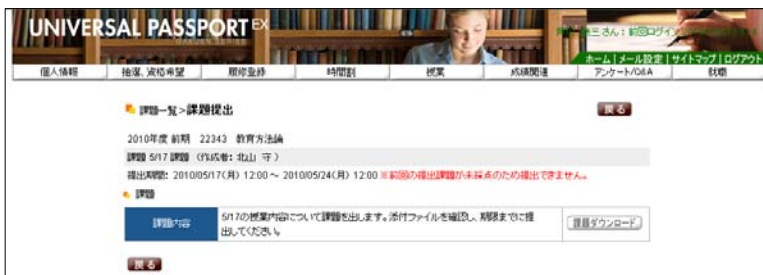 UNIVERSAL PASSPORT EX
GAKUEN SERIES
三さん：前回ログイン
ホーム | メール設定 | サイトマップ | ログアウト
個人情報 抽選、資格希望 履修登録 時間割 授業 成績関連 アンケート/Q&A 就職
課題一覧>課題提出 戻る
2010年度 前期 22343 教育方法論
課題 5/17 課題 （作成者：北山 守）
提出期間： 2010/05/17(月) 12:00 ～ 2010/05/24(月) 12:00 ※前回の提出課題が未採点のため提出できません。
課題
課題内容 5/17の授業内容について課題を出します。添付ファイルを確認し、期限までに提 課題ダウンロード
出してください。
戻る